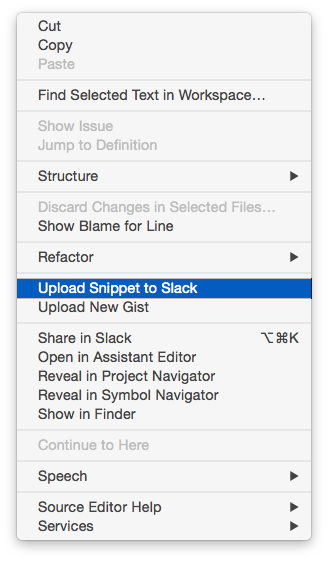 Cut
Copy
Paste
Find Selected Text in Workspace...
Show Issue
Jump to Definition
Structure
Discard Changes in Selected Files...
Show Blame for Line
Refactor
Upload Snippet to Slack
Upload New Gist
Share in Slack ⌥⌘K
Open in Assistant Editor
Reveal in Project Navigator
Reveal in Symbol Navigator
Show in Finder
Continue to Here
Speech
Source Editor Help
Services